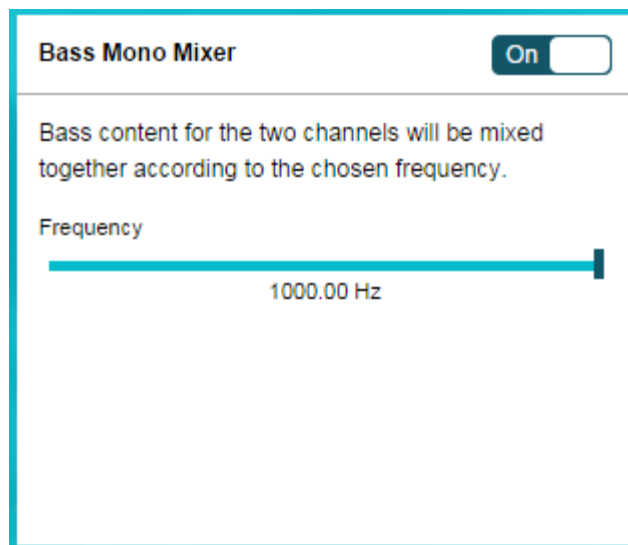 Bass Mono Mixer
On
Bass content for the two channels will be mixed
together according to the chosen frequency.
Frequency
1000.00 Hz